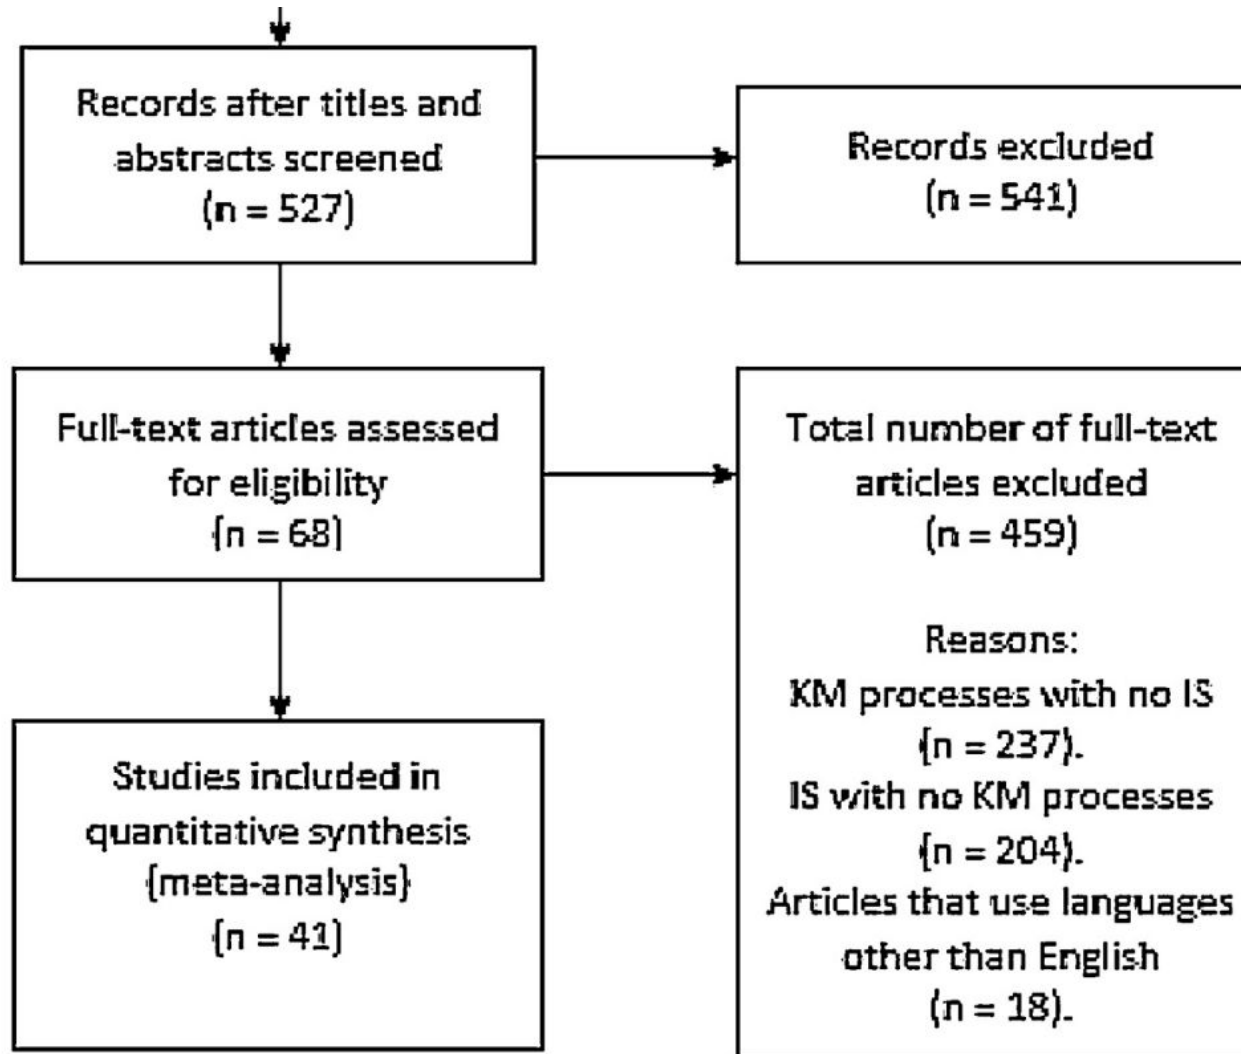 Records after titles and
abstracts screened
(n = 527)
Records excluded
(n = 541)
Full-text articles assessed
for eligibility
(n = 68)
Total number of full-text
articles excluded
(n = 459)
Reasons:
KM processes with no IS
(n = 237).
IS with no KM processes
(n = 204).
Articles that use languages
other than English
(n = 18).
Studies included in
quantitative synthesis
(meta-analysis)
(n = 41)